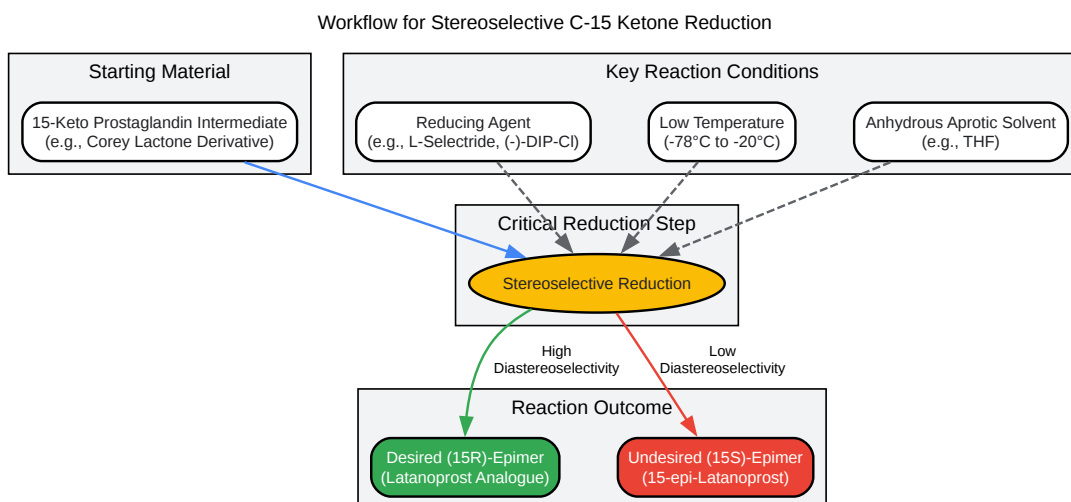 Workflow for Stereoselective C-15 Ketone Reduction
Starting Material
15-Keto Prostaglandin Intermediate
(e.g., Corey Lactone Derivative)
Key Reaction Conditions
Reducing Agent
(e.g., L-Selectride, (-)-DIP-Cl)
Low Temperature
(-78°C to -20°C)
Anhydrous Aprotic Solvent
(e.g., THF)
Critical Reduction Step
Stereoselective Reduction
High
Diastereoselectivity
Low
Diastereoselectivity
Reaction Outcome
Desired (15R)-Epimer
(Latanoprost Analogue)
Undesired (15S)-Epimer
(15-epi-Latanoprost)